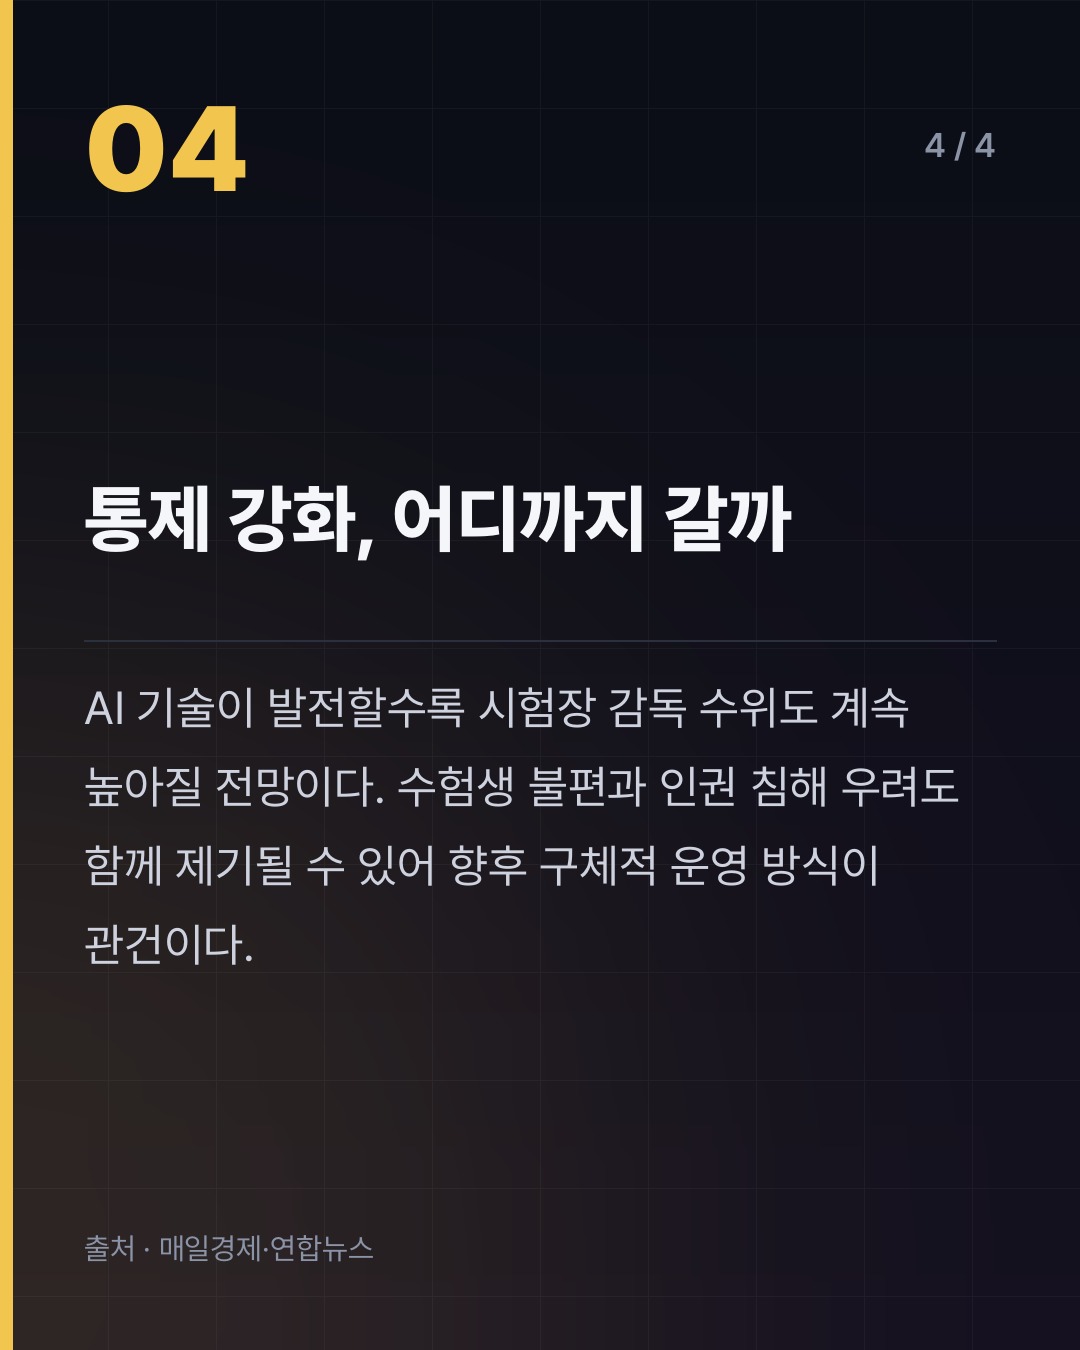 04
4 / 4
통제 강화, 어디까지 갈까
AI 기술이 발전할수록 시험장 감독 수위도 계속
높아질 전망이다. 수험생 불편과 인권 침해 우려도
함께 제기될 수 있어 향후 구체적 운영 방식이
관건이다.
출처 · 매일경제·연합뉴스